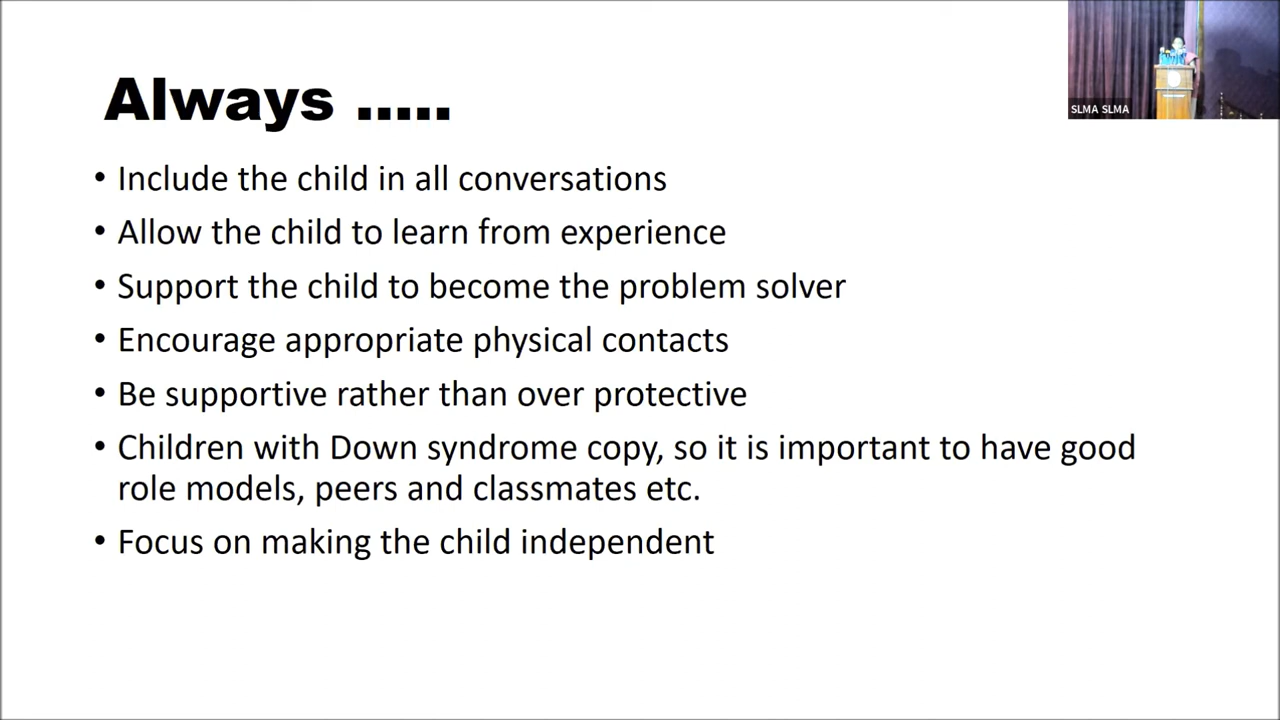 Always .....
SLMA SLMA
• Include the child in all conversations
• Allow the child to learn from experience
• Support the child to become the problem solver
• Encourage appropriate physical contacts
• Be supportive rather than over protective
• Children with Down syndrome copy, so it is important to have good
role models, peers and classmates etc.
• Focus on making the child independent